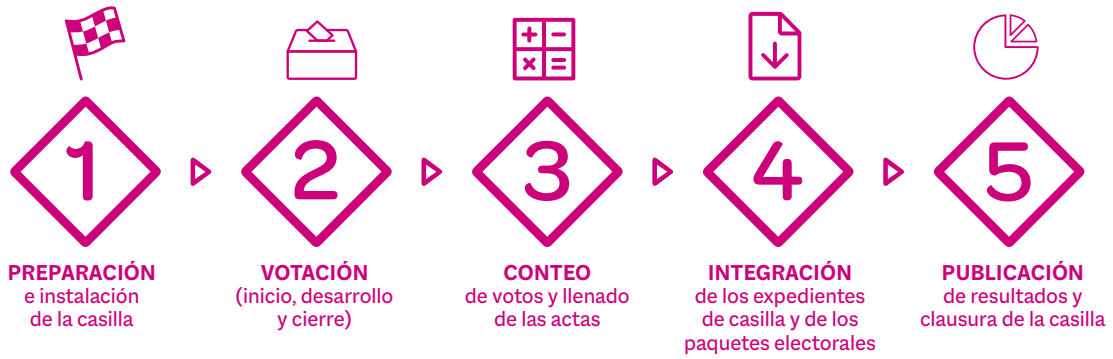 1
PREPARACIÓN
e instalación
de la casilla
2
VOTACIÓN
(inicio, desarrollo
y cierre)
3
CONTEO
de votos y llenado
de las actas
4
INTEGRACIÓN
de los expedientes
de casilla y de los
paquetes electorales
5
PUBLICACIÓN
de resultados y
clausura de la casilla